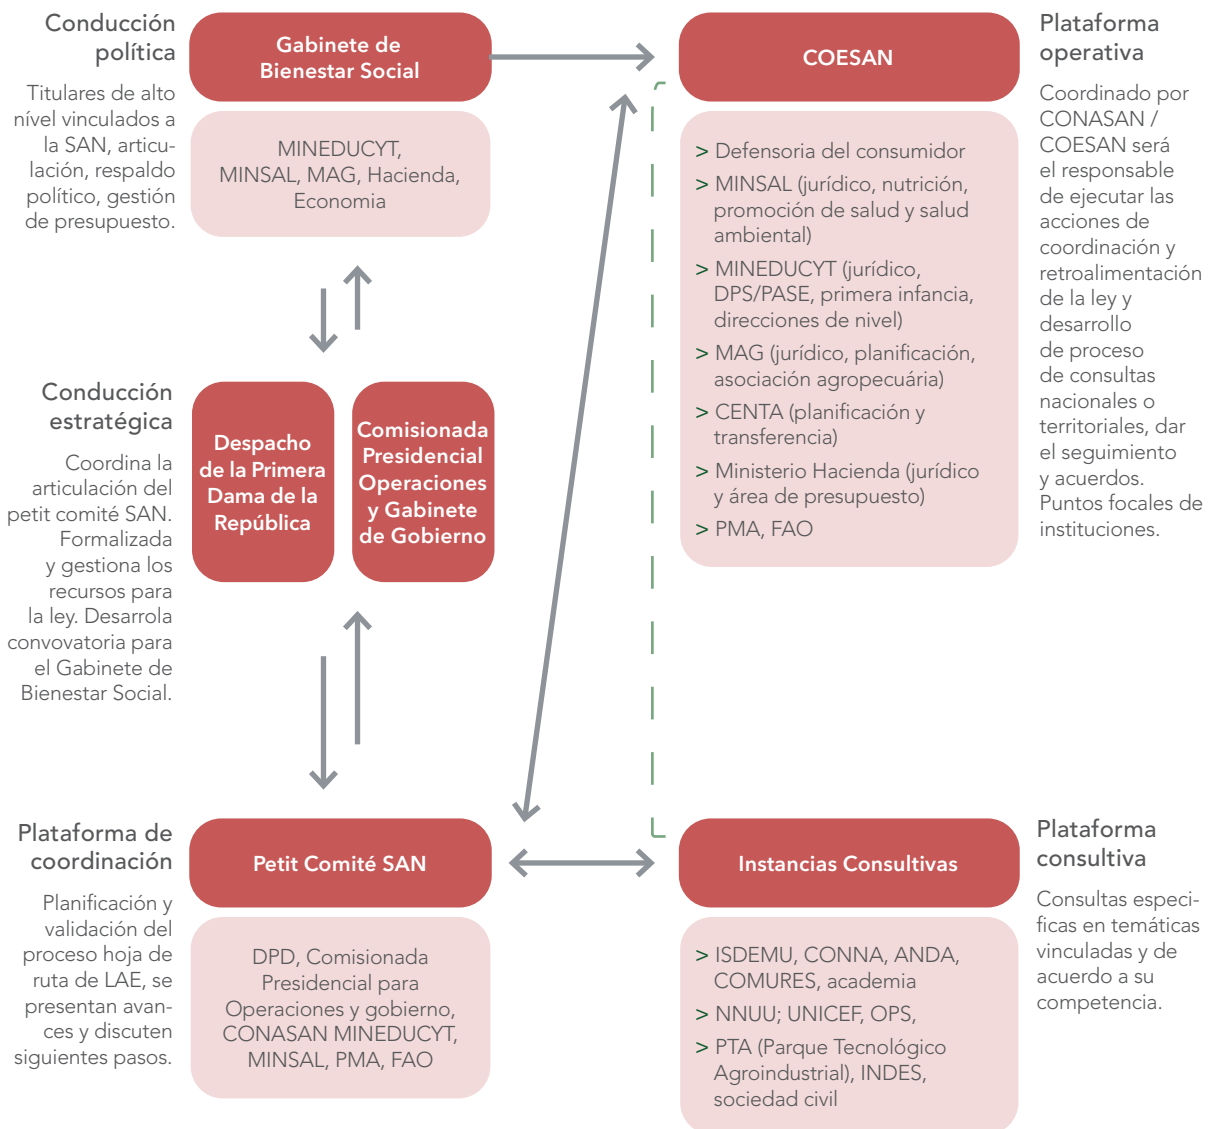 Conducción
política
Titulares de alto
nivel vinculados a
la SAN, articu-
lación, respaldo
político, gestión
de presupuesto.
Gabinete de
Bienestar Social
MINEDUCYT,
MINSAL, MAG, Hacienda,
Economia
COESAN
> Defensoria del consumidor
> MINSAL (jurídico, nutrición,
promoción de salud y salud
ambiental)
> MINEDUCYT (jurídico,
DPS/PASE, primera infancia,
direcciones de nivel)
> MAG (jurídico, planificación,
asociación agropecuária)
> CENTA (planificación y
transferencia)
> Ministerio Hacienda (jurídico
y área de presupuesto)
> PMA, FAO
Plataforma
operativa
Coordinado por
CONASAN /
COESAN será
el responsable
de ejecutar las
acciones de
coordinación y
retroalimentación
de la ley y
desarrollo
de proceso
de consultas
nacionales o
territoriales, dar
el seguimiento
y acuerdos.
Puntos focales de
instituciones.
Conducción
estratégica
Coordina la
articulación del
petit comité SAN.
Formalizada
y gestiona los
recursos para
la ley. Desarrola
convovatoria para
el Gabinete de
Bienestar Social.
Despacho
de la Primera
Dama de la
República
Comisionada
Presidencial
Operaciones
y Gabinete
de Gobierno
Plataforma de
coordinación
Planificación y
validación del
proceso hoja de
ruta de LAE, se
presentan avan-
ces y discuten
siguientes pasos.
Petit Comité SAN
DPD, Comisionada
Presidencial para
Operaciones y gobierno,
CONASAN MINEDUCYT,
MINSAL, PMA, FAO
Instancias Consultivas
> ISDEMU, CONNA, ANDA,
COMURES, academia
> NNUU; UNICEF, OPS,
> PTA (Parque Tecnológico
Agroindustrial), INDES,
sociedad civil
Plataforma
consultiva
Consultas especi-
ficas en temáticas
vinculadas y de
acuerdo a su
competencia.